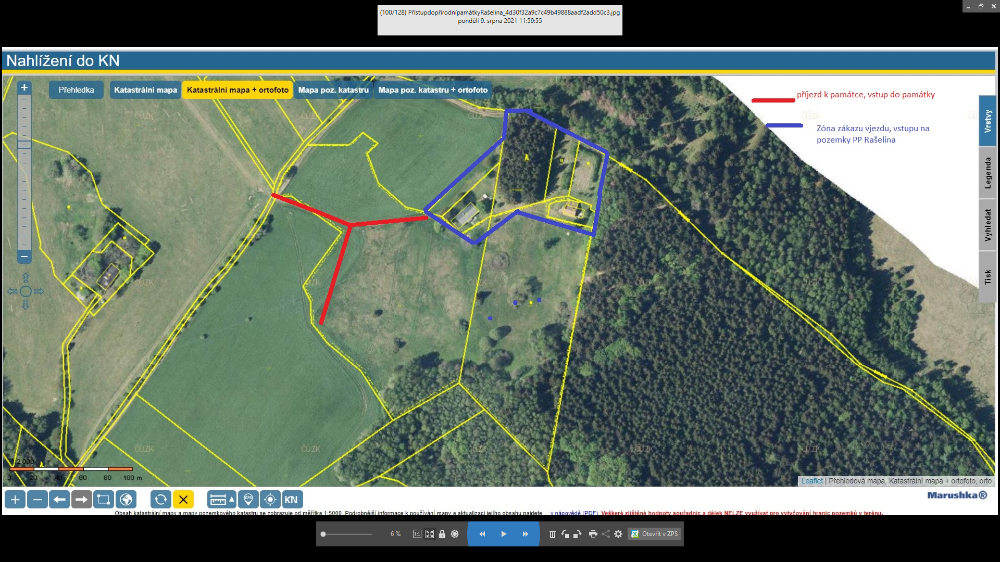 (100/128) PřístupdopřírodnípamátkyRašelina_4d30f32a9c7c49b49888aadf2add50c3.jpg
pondělí 9. srpna 2021 11:59:55
Nahlížení do KN
Přehledka
Katastrální mapa
Katastrální mapa + ortofoto
Mapa poz. katastru
Mapa poz. katastru + ortofoto
příjezd k památce, vstup do památky
Zóna zákazu vjezdu, vstupu na
pozemky PP Rašelina
Vrstvy
Legenda
Vyhledat
Tisk
ČÚZK ČÚZK ČÚZK ČÚZK
ČÚZK ČÚZK ČÚZK ČÚZK ČÚZK
ČÚZK ČÚZK ČÚZK ČÚZK ČÚZK ČÚZK
1:2 000
0 20 40 60 80 100 m
Leaflet | Přehledová mapa, Katastrální mapa + ortofoto, orto
GPS
KN
Marushka®
Obsah katastrální mapy a mapy pozemkového katastru se zobrazuje od měřítka 1:5000. Podrobnější informace k používání mapy a aktualizaci jejího obsahu najdete v nápovědě (PDF). Veškeré zjištěné hodnoty souřadnic a délek NELZE využívat pro vytyčování hranic pozemků v terénu.
6 %
1:1
Otevřít v ZPS